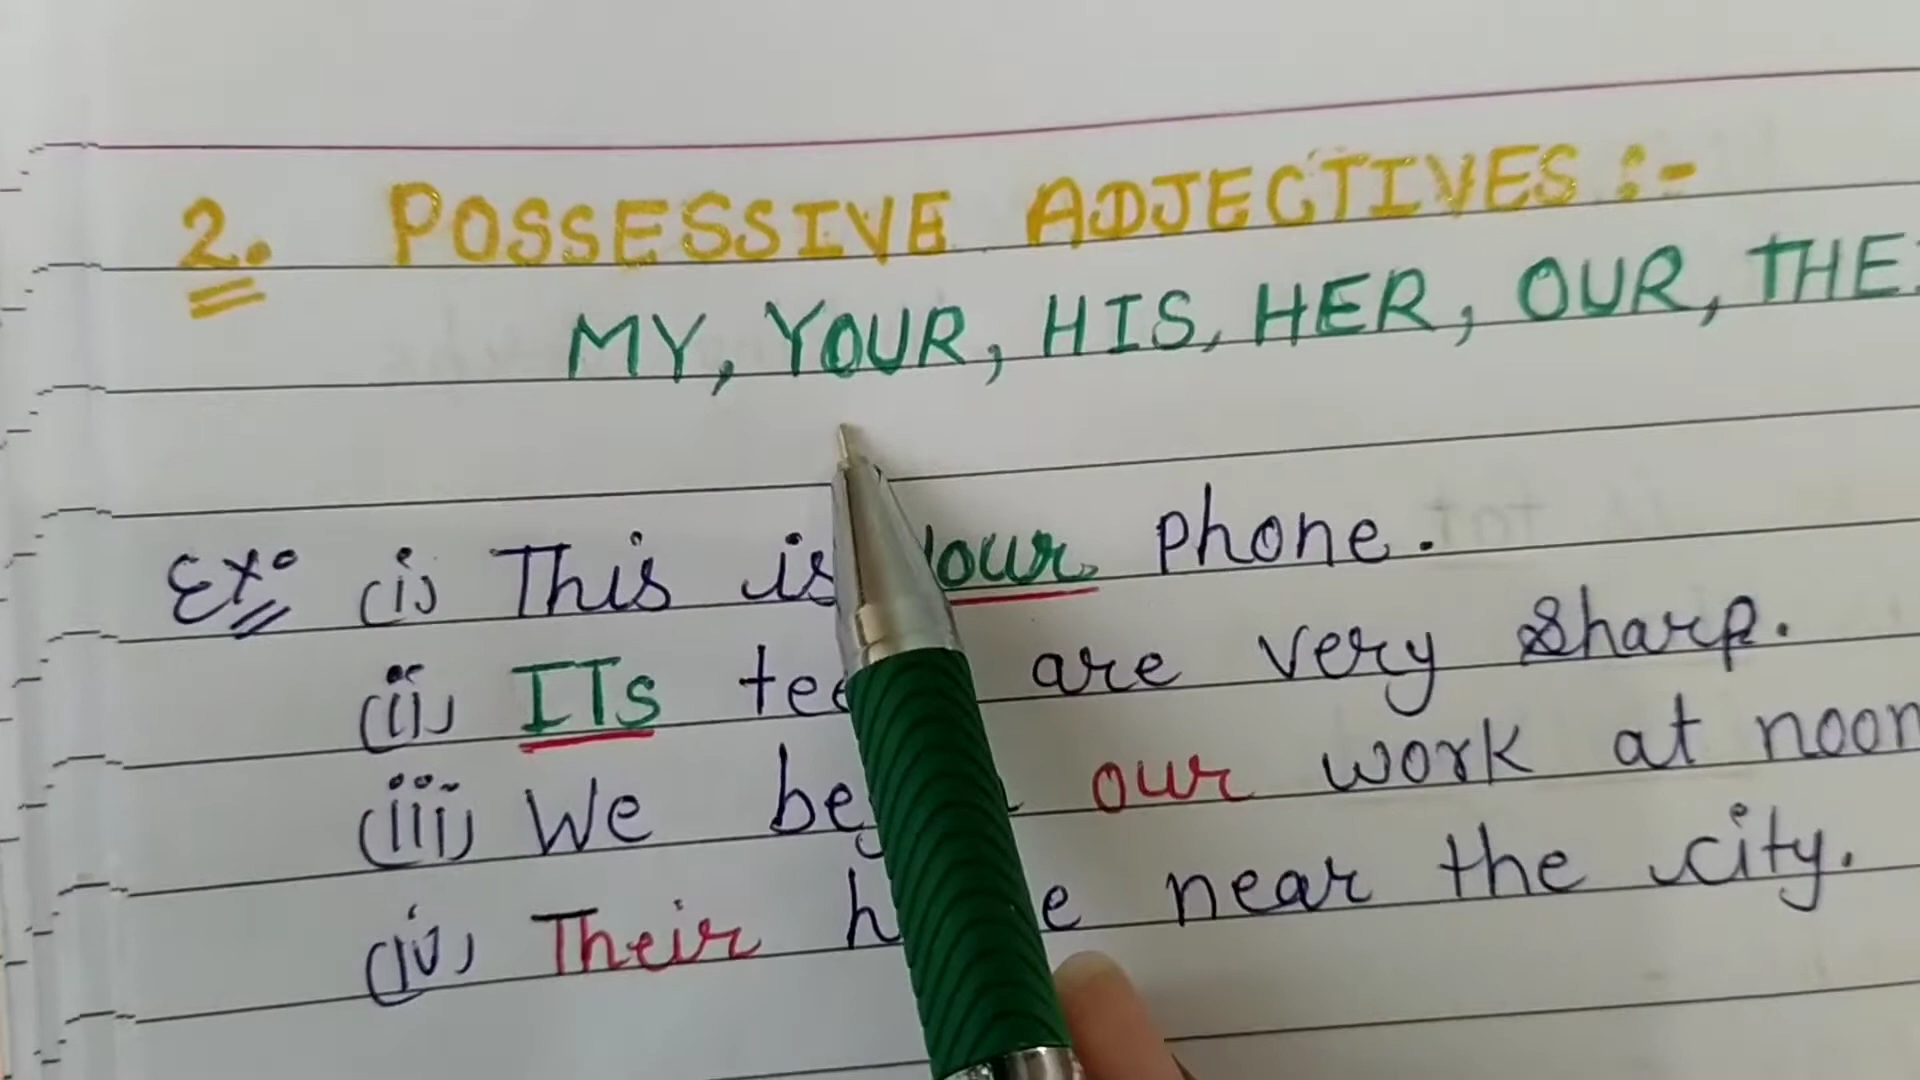 2. POSSESSIVE ADJECTIVES :-
MY, YOUR, HIS, HER, OUR,
Ex: (i) This is phone.
(ii) ITs are very sharp.
(iii) We our work at noon
(iv) Their near the city.